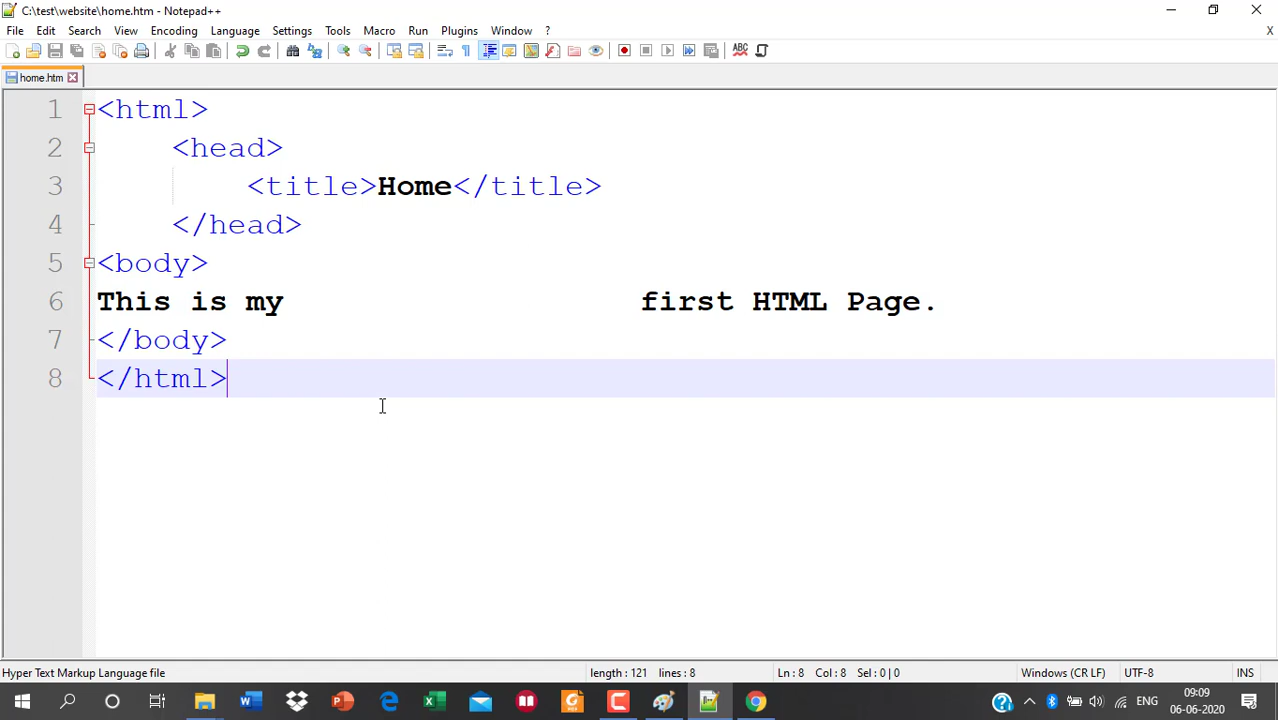 C:\test\website\home.htm - Notepad++
File Edit Search View Encoding Language Settings Tools Macro Run Plugins Window ? X
home.htm
1 <html>
2 <head>
3 <title>Home</title>
4 </head>
5 <body>
6 This is my                   first HTML Page.
7 </body>
8 </html>
Hyper Text Markup Language file length : 121 lines : 8 Ln : 8 Col : 8 Sel : 0 | 0 Windows (CR LF) UTF-8 INS
ENG 09:09
06-06-2020